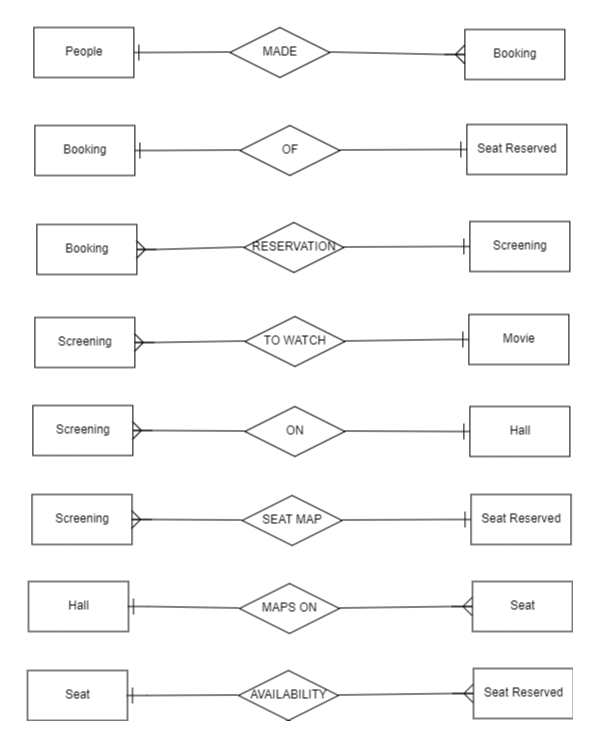 People MADE Booking
Booking OF Seat Reserved
Booking RESERVATION Screening
Screening TO WATCH Movie
Screening ON Hall
Screening SEAT MAP Seat Reserved
Hall MAPS ON Seat
Seat AVAILABILITY Seat Reserved